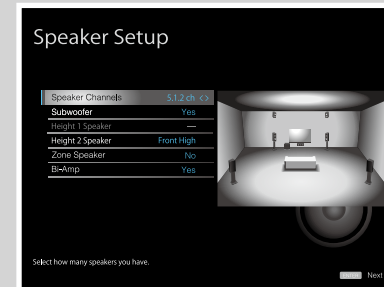 Speaker Setup
Speaker Channels 5.1.2 ch <>
Subwoofer Yes
Height 1 Speaker ---
Height 2 Speaker Front High
Zone Speaker No
Bi-Amp Yes
Select how many speakers you have.
ENTER Next